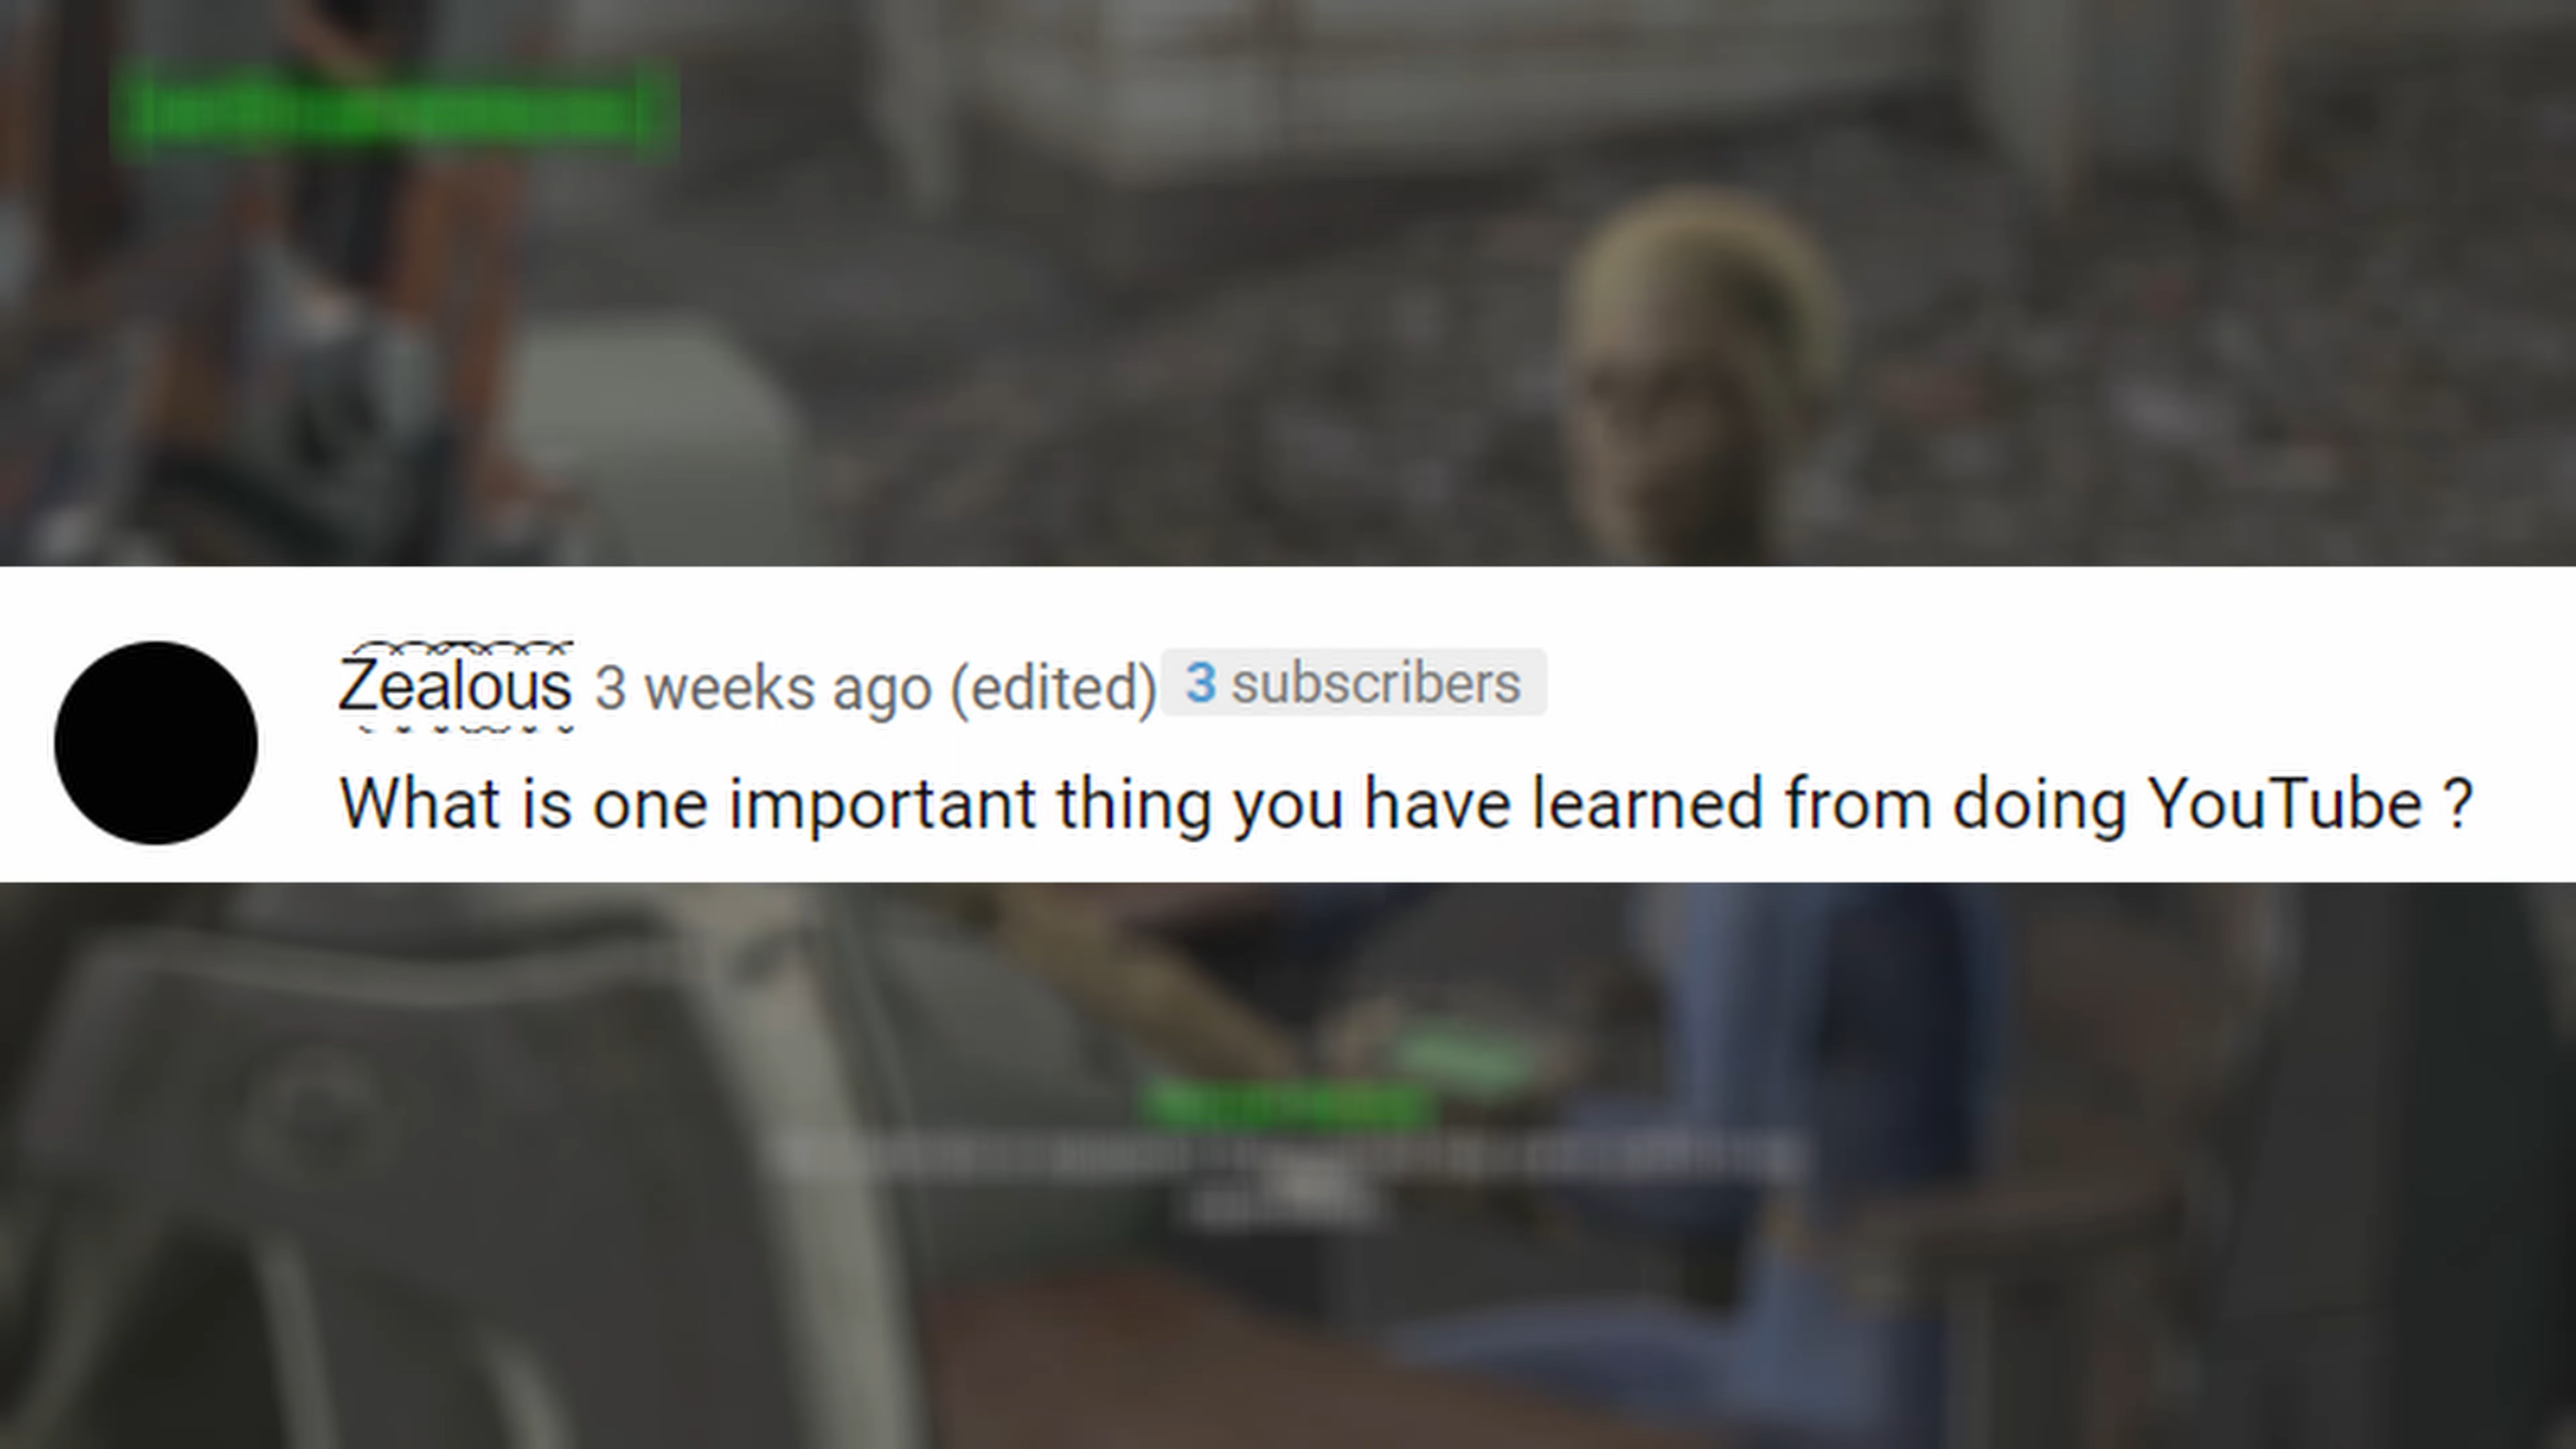 Zealous 3 weeks ago (edited) 3 subscribers
What is one important thing you have learned from doing YouTube ?